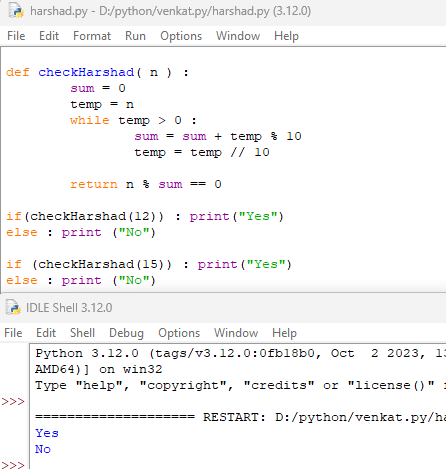 harshad.py - D:/python/venkat.py/harshad.py (3.12.0)
File Edit Format Run Options Window Help
def checkHarshad( n ) :
        sum = 0
        temp = n
        while temp > 0 :
                sum = sum + temp % 10
                temp = temp // 10
        return n % sum == 0
if(checkHarshad(12)) : print("Yes")
else : print ("No")
if (checkHarshad(15)) : print("Yes")
else : print ("No")
IDLE Shell 3.12.0
File Edit Shell Debug Options Window Help
Python 3.12.0 (tags/v3.12.0:0fb18b0, Oct  2 2023, 13
AMD64)] on win32
Type "help", "copyright", "credits" or "license()"
>>>
==================== RESTART: D:/python/venkat.py/ha
Yes
No
>>>